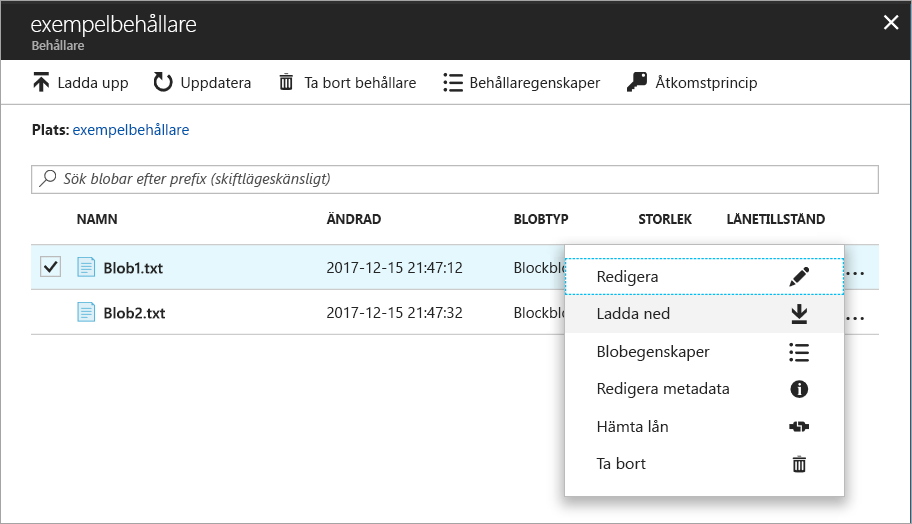 exempelbehållare
Behållare
Ladda upp Uppdatera Ta bort behållare Behållaregenskaper Åtkomstprincip
Plats: exempelbehållare
Sök blobar efter prefix (skiftlägeskänsligt)
NAMN ÄNDRAD BLOBTYP STORLEK LÅNETILLSTÅND
Blob1.txt 2017-12-15 21:47:12 Blockbl
Blob2.txt 2017-12-15 21:47:32 Blockbl
Redigera
Ladda ned
Blobegenskaper
Redigera metadata
Hämta lån
Ta bort